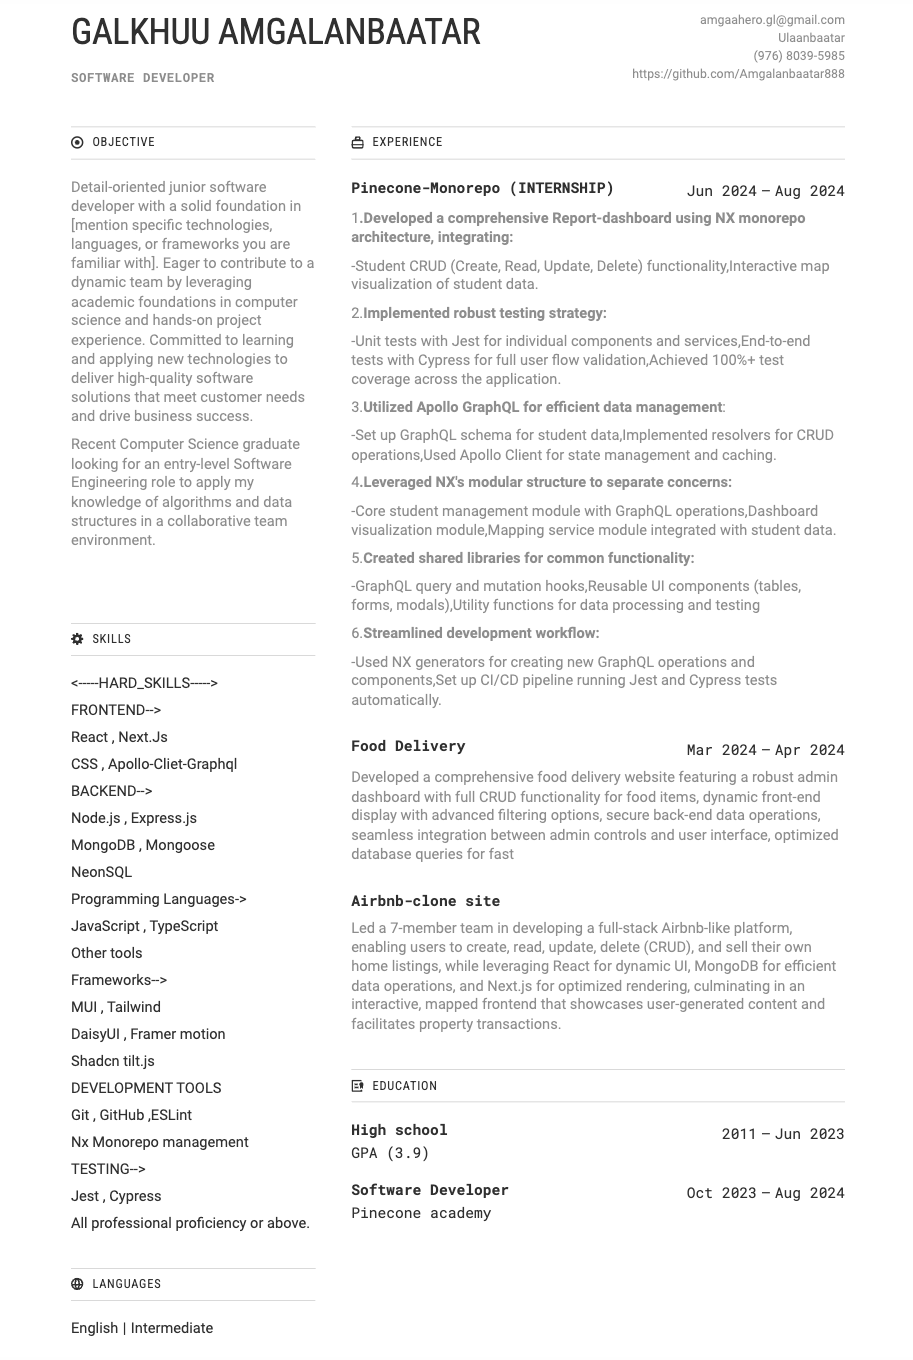 GALKHUU AMGALANBAATAR
SOFTWARE DEVELOPER
amgaahero.gl@gmail.com
Ulaanbaatar
(976) 8039-5985
https://github.com/Amgalanbaatar888
OBJECTIVE
Detail-oriented junior software
developer with a solid foundation in
[mention specific technologies,
languages, or frameworks you are
familiar with]. Eager to contribute to a
dynamic team by leveraging
academic foundations in computer
science and hands-on project
experience. Committed to learning
and applying new technologies to
deliver high-quality software
solutions that meet customer needs
and drive business success.
Recent Computer Science graduate
looking for an entry-level Software
Engineering role to apply my
knowledge of algorithms and data
structures in a collaborative team
environment.
SKILLS
<-----HARD_SKILLS----->
FRONTEND-->
React , Next.Js
CSS , Apollo-Cliet-Graphql
BACKEND-->
Node.js , Express.js
MongoDB , Mongoose
NeonSQL
Programming Languages->
JavaScript , TypeScript
Other tools
Frameworks-->
MUI , Tailwind
DaisyUI , Framer motion
Shadcn tilt.js
DEVELOPMENT TOOLS
Git , GitHub ,ESLint
Nx Monorepo management
TESTING-->
Jest , Cypress
All professional proficiency or above.
LANGUAGES
English | Intermediate
EXPERIENCE
Pinecone-Monorepo (INTERNSHIP) Jun 2024 – Aug 2024
1.Developed a comprehensive Report-dashboard using NX monorepo
architecture, integrating:
-Student CRUD (Create, Read, Update, Delete) functionality,Interactive map
visualization of student data.
2.Implemented robust testing strategy:
-Unit tests with Jest for individual components and services,End-to-end
tests with Cypress for full user flow validation,Achieved 100%+ test
coverage across the application.
3.Utilized Apollo GraphQL for efficient data management:
-Set up GraphQL schema for student data,Implemented resolvers for CRUD
operations,Used Apollo Client for state management and caching.
4.Leveraged NX's modular structure to separate concerns:
-Core student management module with GraphQL operations,Dashboard
visualization module,Mapping service module integrated with student data.
5.Created shared libraries for common functionality:
-GraphQL query and mutation hooks,Reusable UI components (tables,
forms, modals),Utility functions for data processing and testing
6.Streamlined development workflow:
-Used NX generators for creating new GraphQL operations and
components,Set up CI/CD pipeline running Jest and Cypress tests
automatically.
Food Delivery Mar 2024 – Apr 2024
Developed a comprehensive food delivery website featuring a robust admin
dashboard with full CRUD functionality for food items, dynamic front-end
display with advanced filtering options, secure back-end data operations,
seamless integration between admin controls and user interface, optimized
database queries for fast
Airbnb-clone site
Led a 7-member team in developing a full-stack Airbnb-like platform,
enabling users to create, read, update, delete (CRUD), and sell their own
home listings, while leveraging React for dynamic UI, MongoDB for efficient
data operations, and Next.js for optimized rendering, culminating in an
interactive, mapped frontend that showcases user-generated content and
facilitates property transactions.
EDUCATION
High school 2011 – Jun 2023
GPA (3.9)
Software Developer Oct 2023 – Aug 2024
Pinecone academy